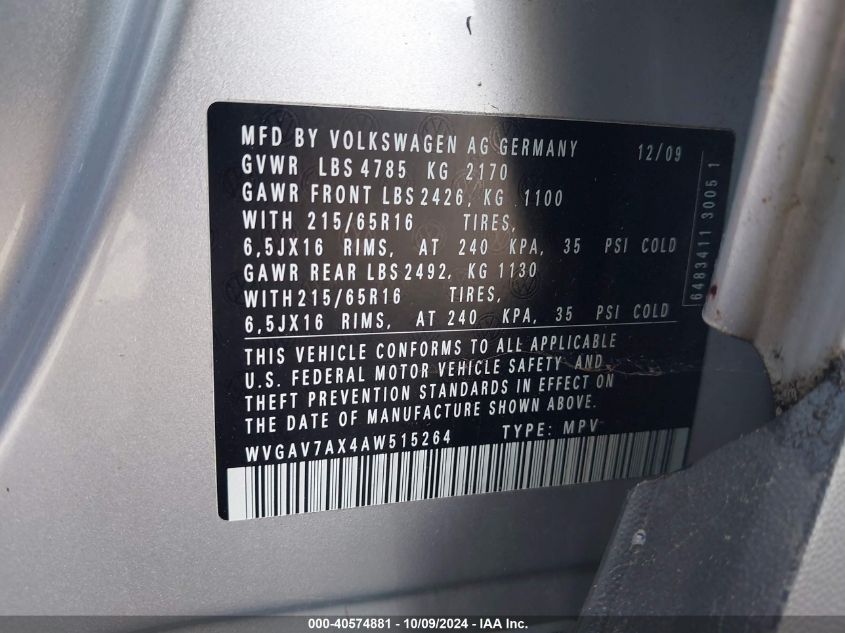 MFD BY VOLKSWAGEN AG GERMANY 12/09
GVWR LBS 4785 KG 2170
GAWR FRONT LBS 2426, KG 1100
WITH 215/65R16 TIRES,
6,5JX16 RIMS, AT 240 KPA, 35 PSI COLD
GAWR REAR LBS 2492, KG 1130
WITH 215/65R16 TIRES,
6,5JX16 RIMS, AT 240 KPA, 35 PSI COLD
THIS VEHICLE CONFORMS TO ALL APPLICABLE
U.S. FEDERAL MOTOR VEHICLE SAFETY AND
THEFT PREVENTION STANDARDS IN EFFECT ON
THE DATE OF MANUFACTURE SHOWN ABOVE.
WVGAV7AX4AW515264 TYPE: MPV
6483411 3005 1
000-40574881 - 10/09/2024 - IAA Inc.